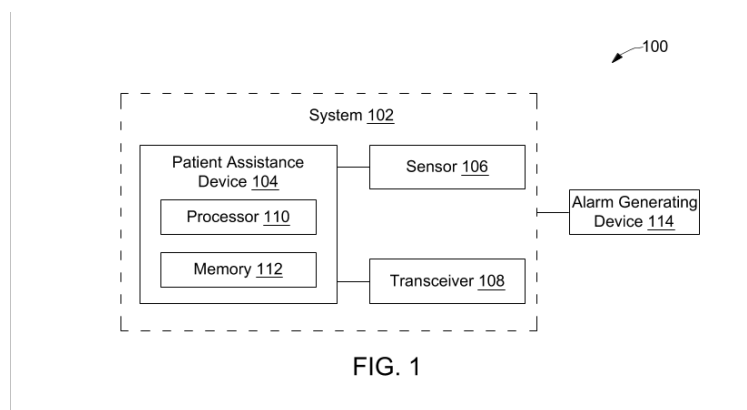 100
System 102
Patient Assistance
Device 104
Sensor 106
Processor 110
Alarm Generating
Device 114
Memory 112
Transceiver 108
FIG. 1